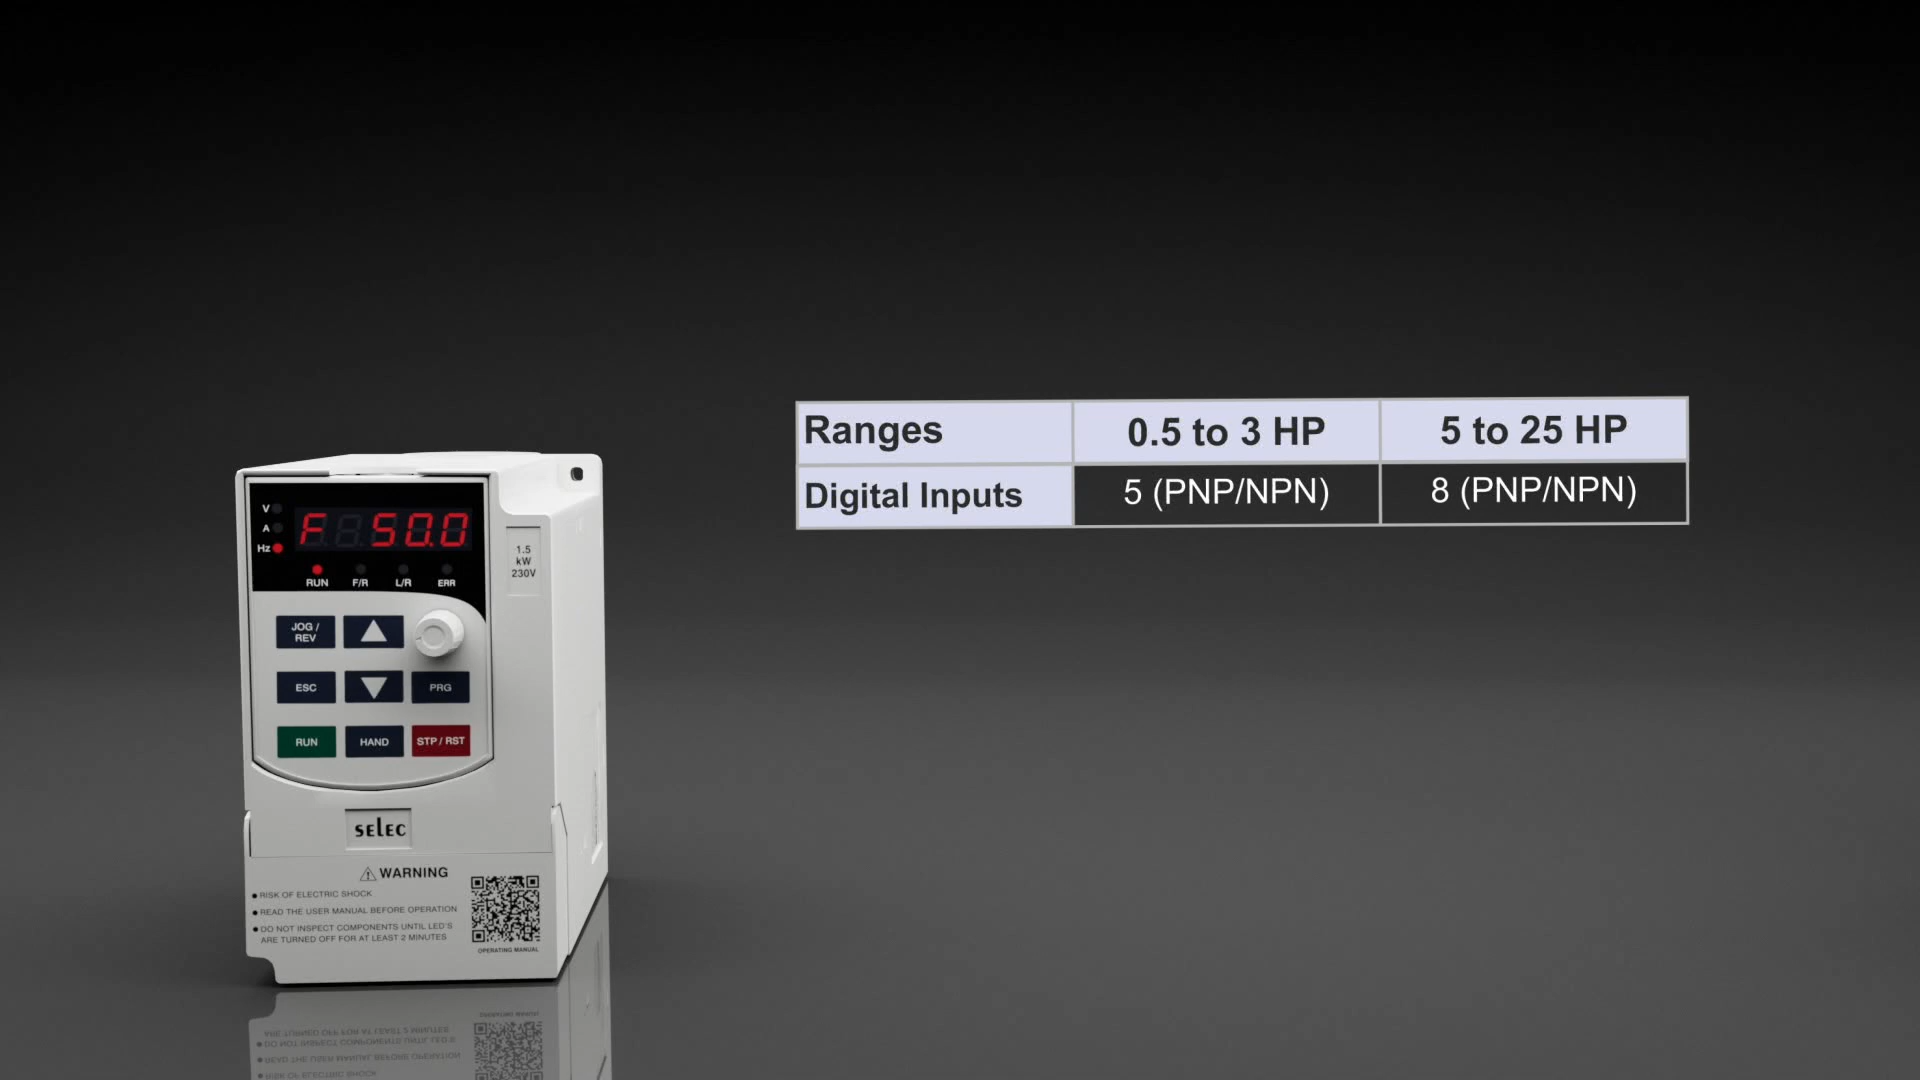 Ranges 0.5 to 3 HP 5 to 25 HP
Digital Inputs 5 (PNP/NPN) 8 (PNP/NPN)
V
A
Hz
F 50.0
RUN F/R L/R ERR
1.5
kW
230V
JOG /
REV
ESC PRG
RUN HAND STP / RST
selec
WARNING
RISK OF ELECTRIC SHOCK
READ THE USER MANUAL BEFORE OPERATION
DO NOT INSPECT COMPONENTS UNTIL LED'S
ARE TURNED OFF FOR AT LEAST 2 MINUTES
OPERATING MANUAL